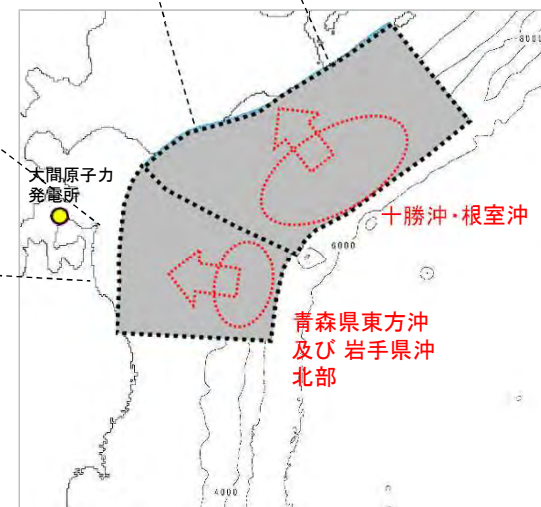 8000
大間原子力
発電所
十勝沖・根室沖
6000
青森県東方沖
及び 岩手県沖
北部
4000